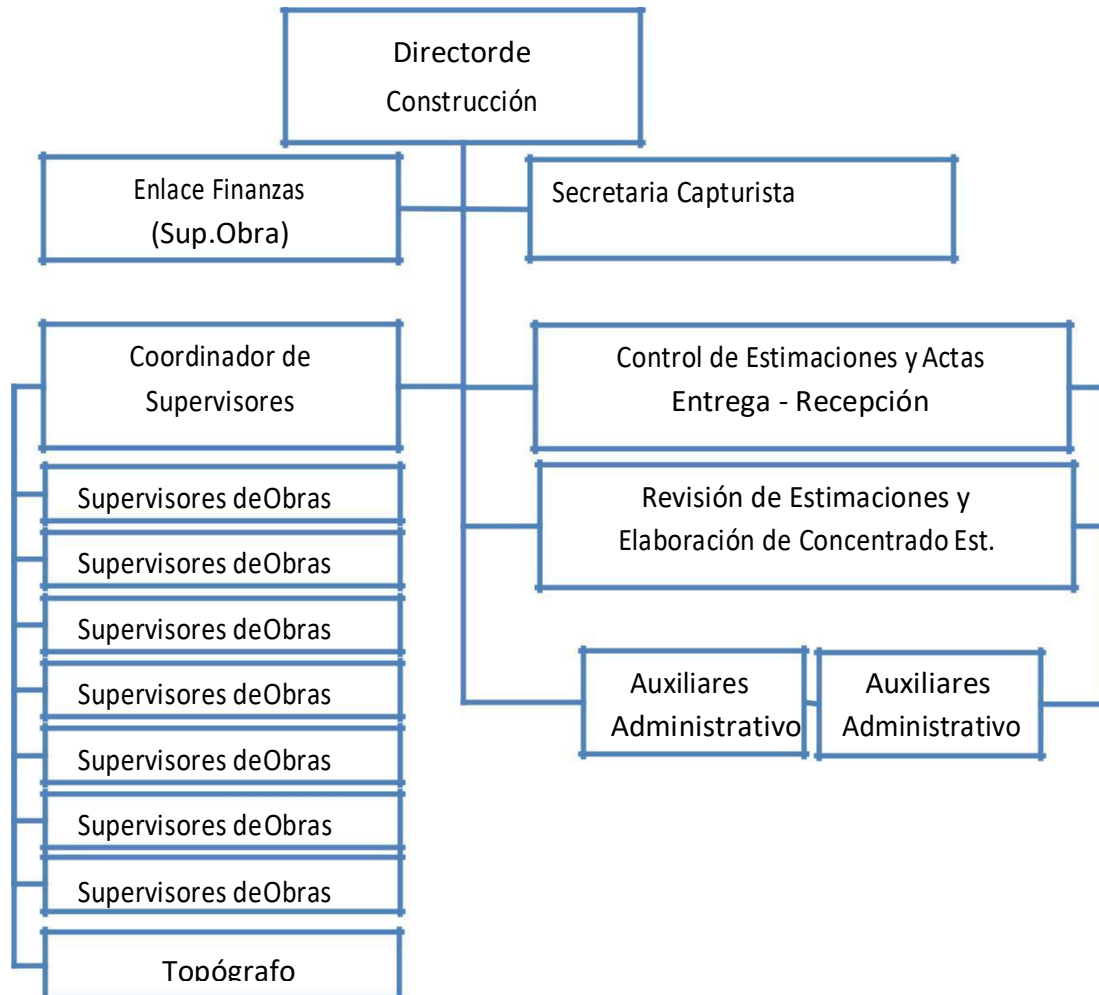 Directorde
Construcción
Enlace Finanzas
(Sup.Obra)
Secretaria Capturista
Coordinador de
Supervisores
Control de Estimaciones y Actas
Entrega - Recepción
Supervisores deObras
Revisión de Estimaciones y
Elaboración de Concentrado Est.
Supervisores deObras
Supervisores deObras
Supervisores deObras
Auxiliares
Administrativo
Auxiliares
Administrativo
Supervisores deObras
Supervisores deObras
Supervisores deObras
Topógrafo